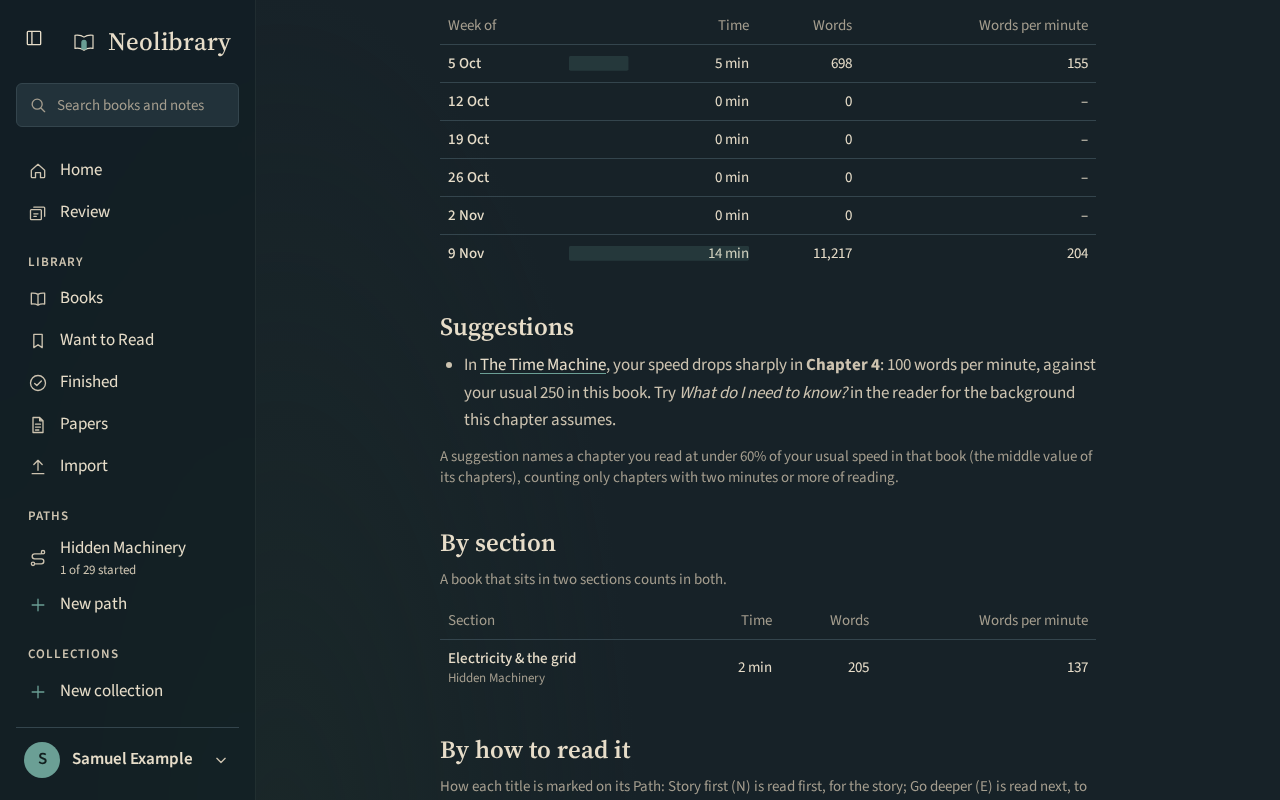 Neolibrary
Search books and notes
Home
Review
LIBRARY
Books
Want to Read
Finished
Papers
Import
PATHS
Hidden Machinery
1 of 29 started
New path
COLLECTIONS
New collection
S Samuel Example
Week of Time Words Words per minute
5 Oct 5 min 698 155
12 Oct 0 min 0 –
19 Oct 0 min 0 –
26 Oct 0 min 0 –
2 Nov 0 min 0 –
9 Nov 14 min 11,217 204
Suggestions
• In The Time Machine, your speed drops sharply in Chapter 4: 100 words per minute, against
your usual 250 in this book. Try What do I need to know? in the reader for the background
this chapter assumes.
A suggestion names a chapter you read at under 60% of your usual speed in that book (the middle value of
its chapters), counting only chapters with two minutes or more of reading.
By section
A book that sits in two sections counts in both.
Section Time Words Words per minute
Electricity & the grid 2 min 205 137
Hidden Machinery
By how to read it
How each title is marked on its Path: Story first (N) is read first, for the story; Go deeper (E) is read next, to